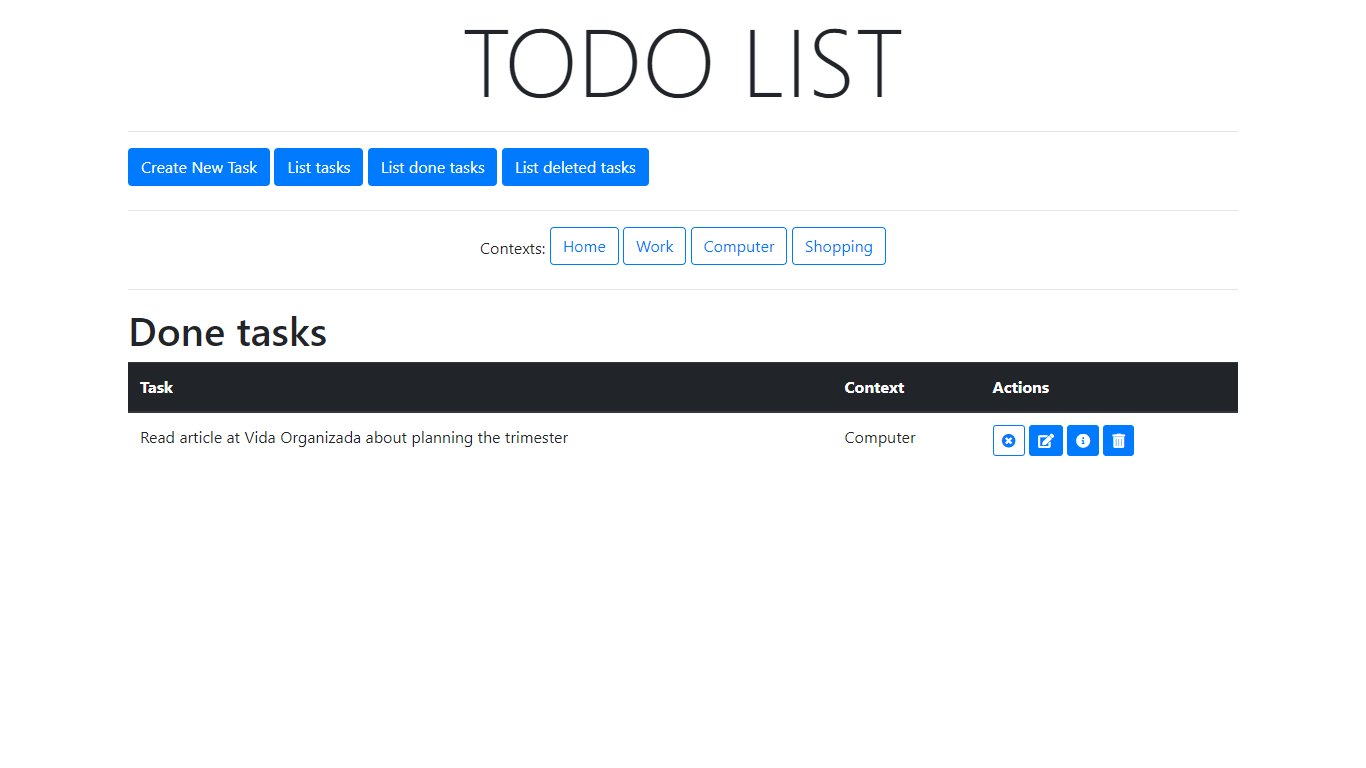 TODO LIST
Create New Task List tasks List done tasks List deleted tasks
Contexts: Home Work Computer Shopping
Done tasks
Task Context Actions
Read article at Vida Organizada about planning the trimester Computer